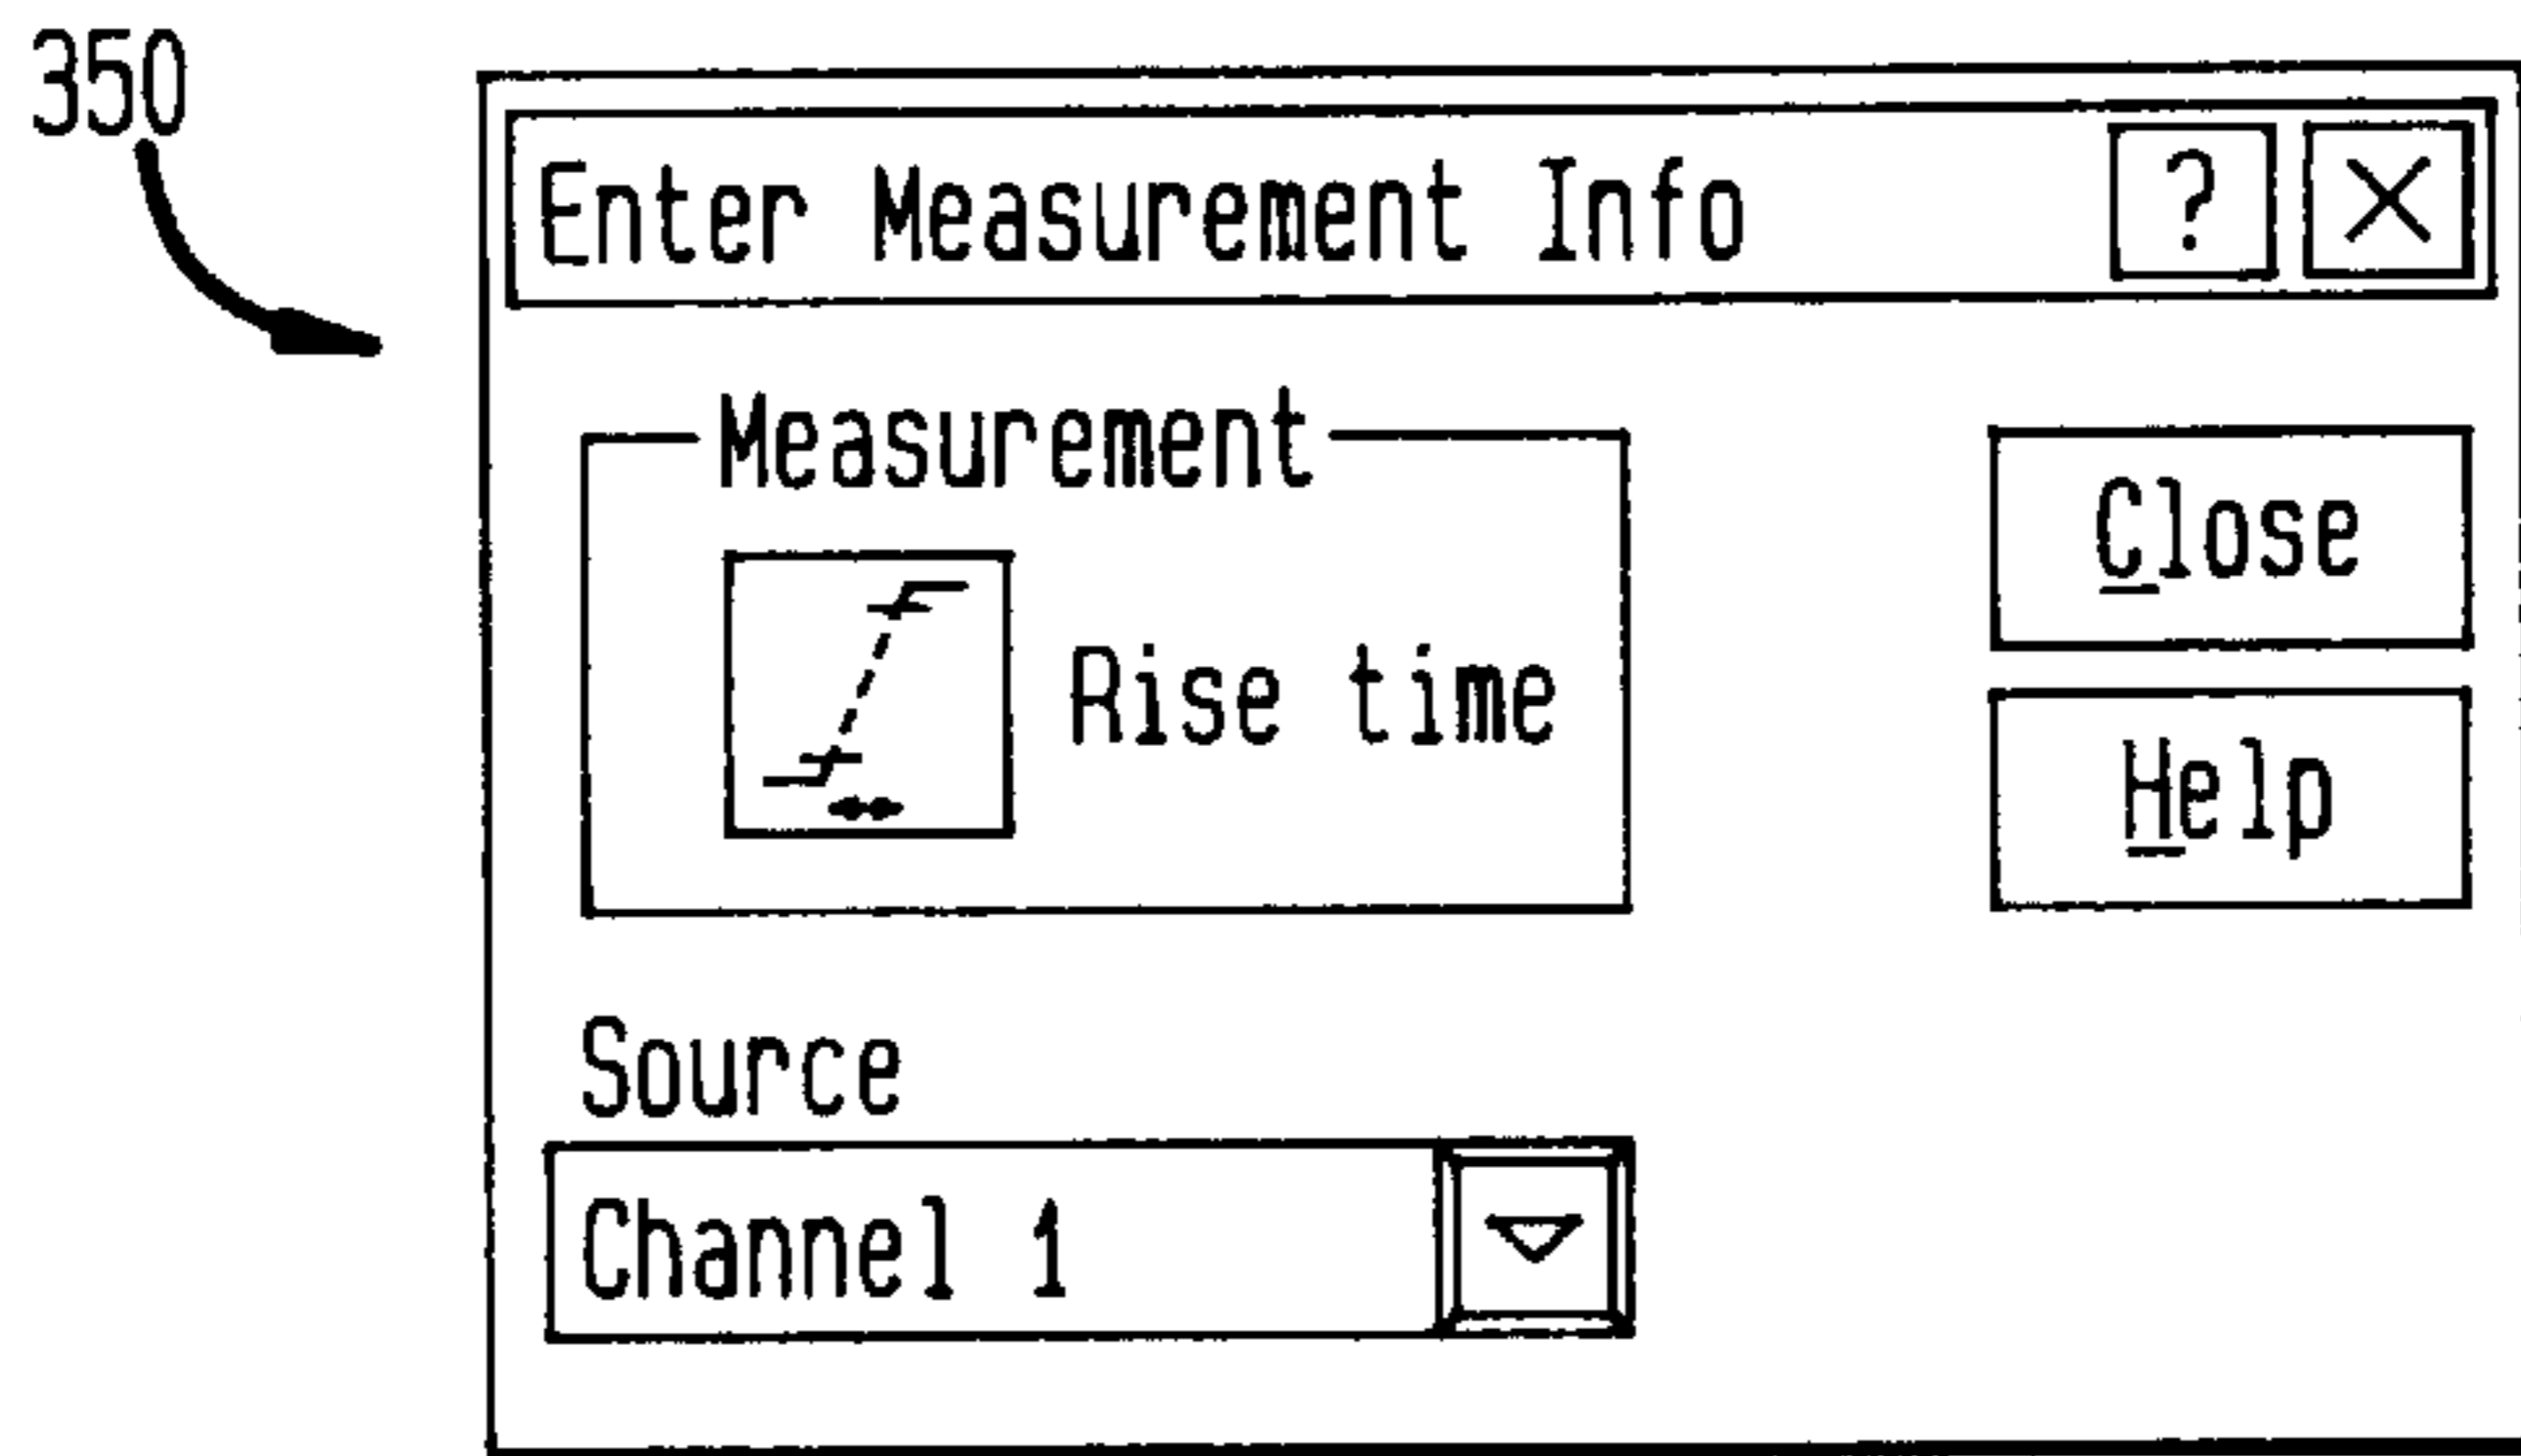 350
Enter Measurement Info ?
Measurement
Close
Rise time
Help
Source
Channel 1